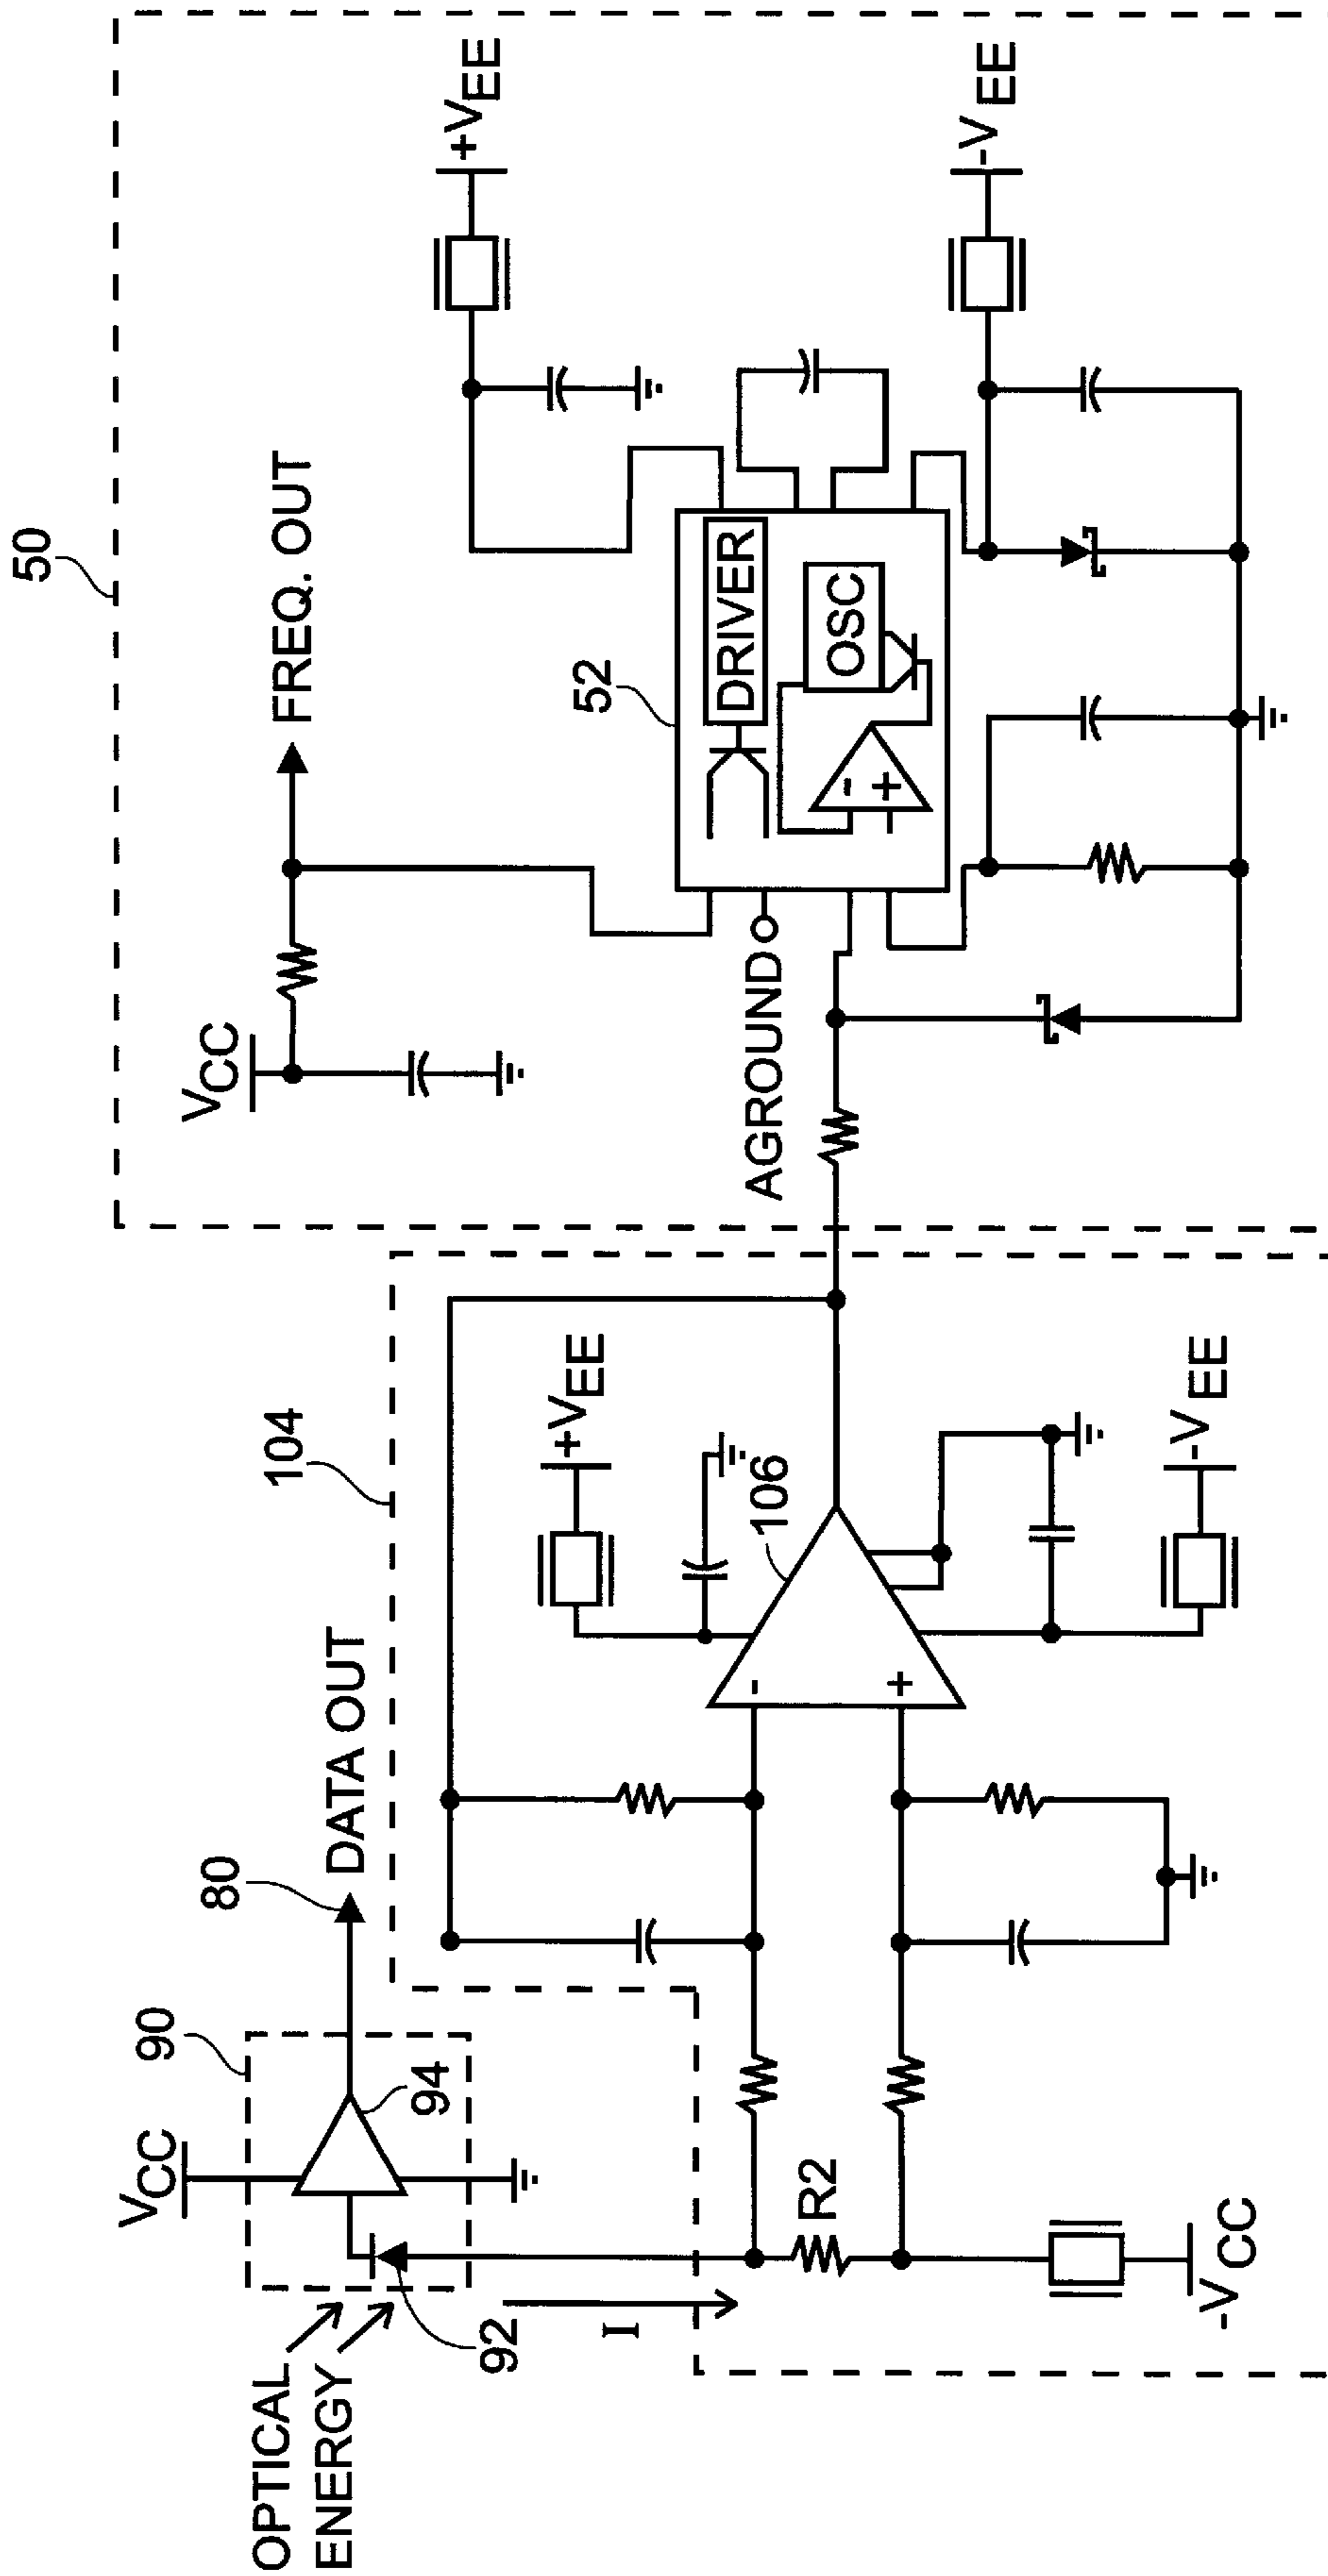 50
VCC
FREQ. OUT
+VEE
52
DRIVER
OSC
-
+
AGROUND
-VEE
104
+VEE
106
-
+
-VEE
90
VCC
94
80
DATA OUT
OPTICAL
ENERGY
92
I
R2
-VCC